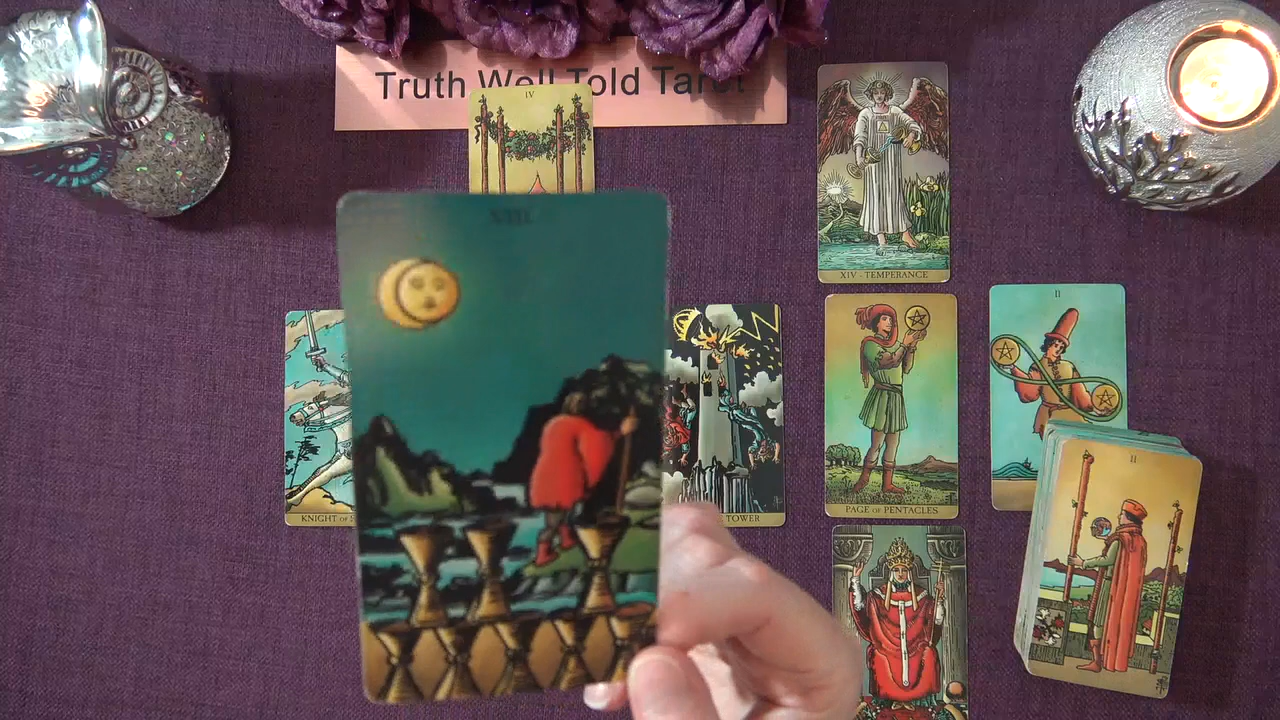 Truth Well Told Tarot
IV
VIII
XIV - TEMPERANCE
II
KNIGHT OF
TOWER
PAGE OF PENTACLES
II